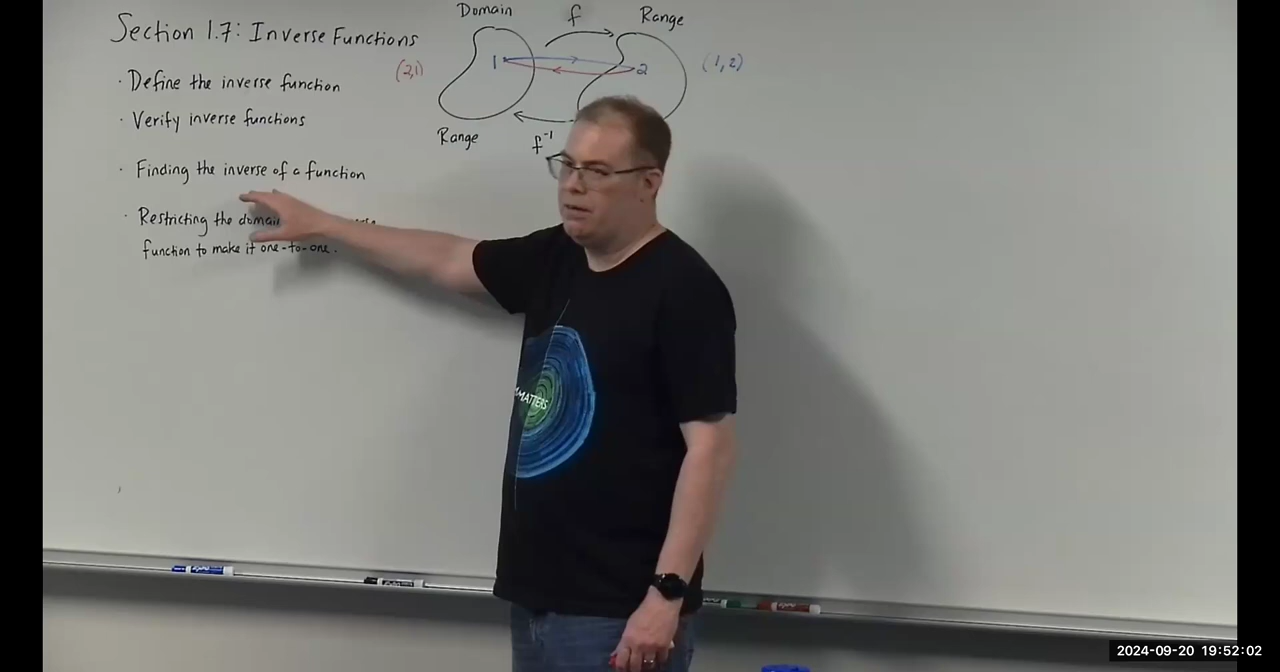 Section 1.7: Inverse Functions
Domain
f
Range
1
2
(2,1)
(1,2)
Range
f⁻¹
· Define the inverse function
· Verify inverse functions
· Finding the inverse of a function
· Restricting the
function to make it one-to-one.
MATTERS
2024-09-20 19:52:02